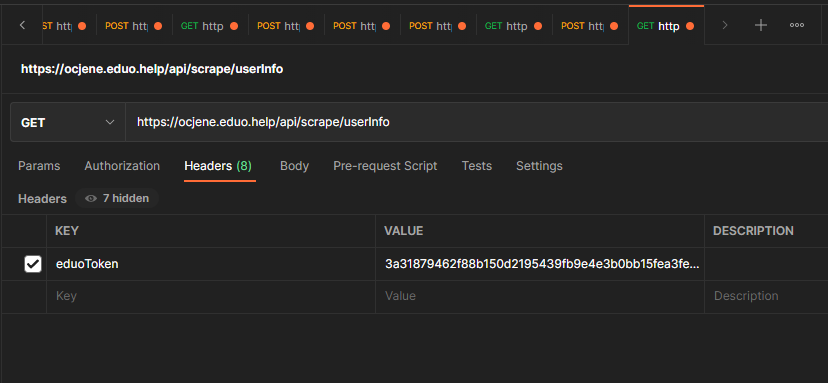 ST http POST http GET http POST http POST http POST http GET http POST http GET http
https://ocjene.eduo.help/api/scrape/userInfo
GET https://ocjene.eduo.help/api/scrape/userInfo
Params Authorization Headers (8) Body Pre-request Script Tests Settings
Headers 7 hidden
KEY VALUE DESCRIPTION
eduoToken 3a31879462f88b150d2195439fb9e4e3b0bb15fea3fe...
Key Value Description